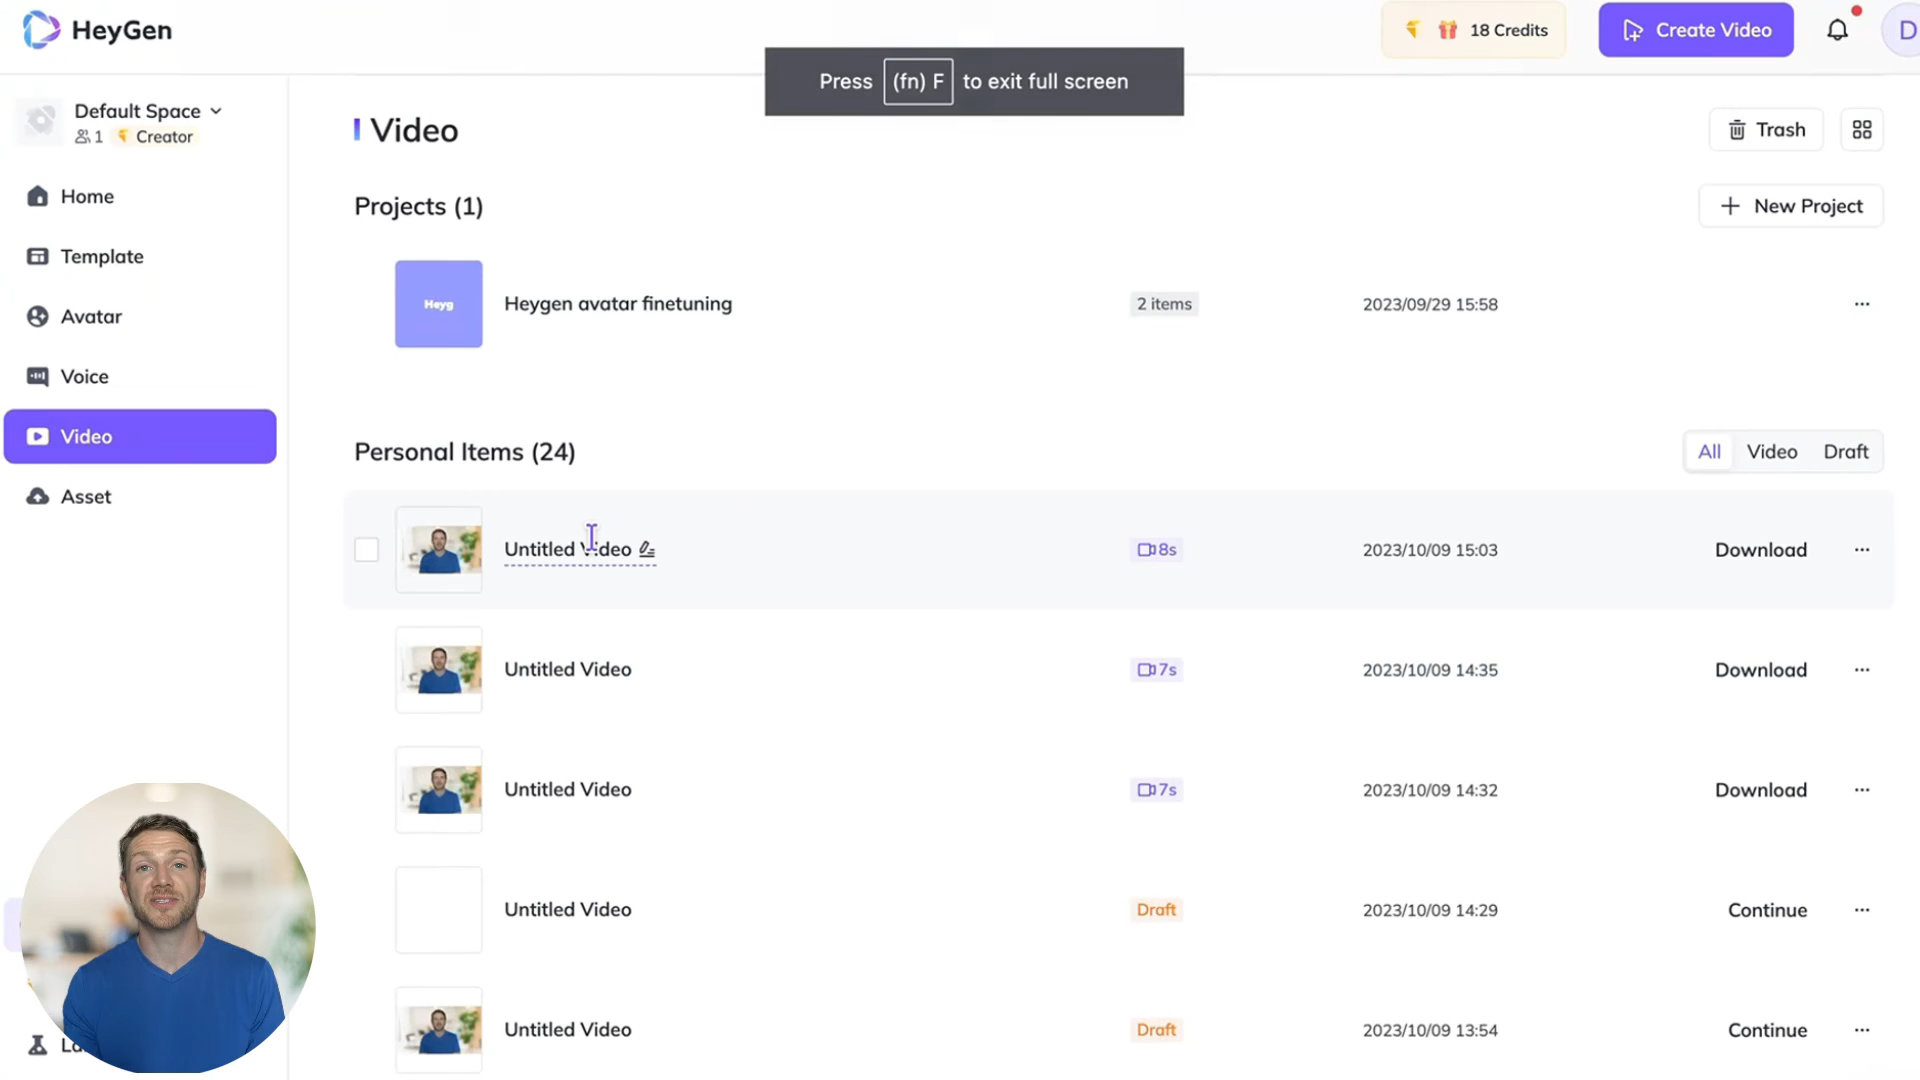 HeyGen
18 Credits
Create Video
D
Press (fn) F to exit full screen
Default Space
1 Creator
Video
Trash
Home
Projects (1)
New Project
Template
Heyg
Heygen avatar finetuning
2 items
2023/09/29 15:58
Avatar
Voice
Video
Personal Items (24)
All Video Draft
Asset
Untitled Video
8s
2023/10/09 15:03
Download
Untitled Video
7s
2023/10/09 14:35
Download
Untitled Video
7s
2023/10/09 14:32
Download
Untitled Video
Draft
2023/10/09 14:29
Continue
Untitled Video
Draft
2023/10/09 13:54
Continue